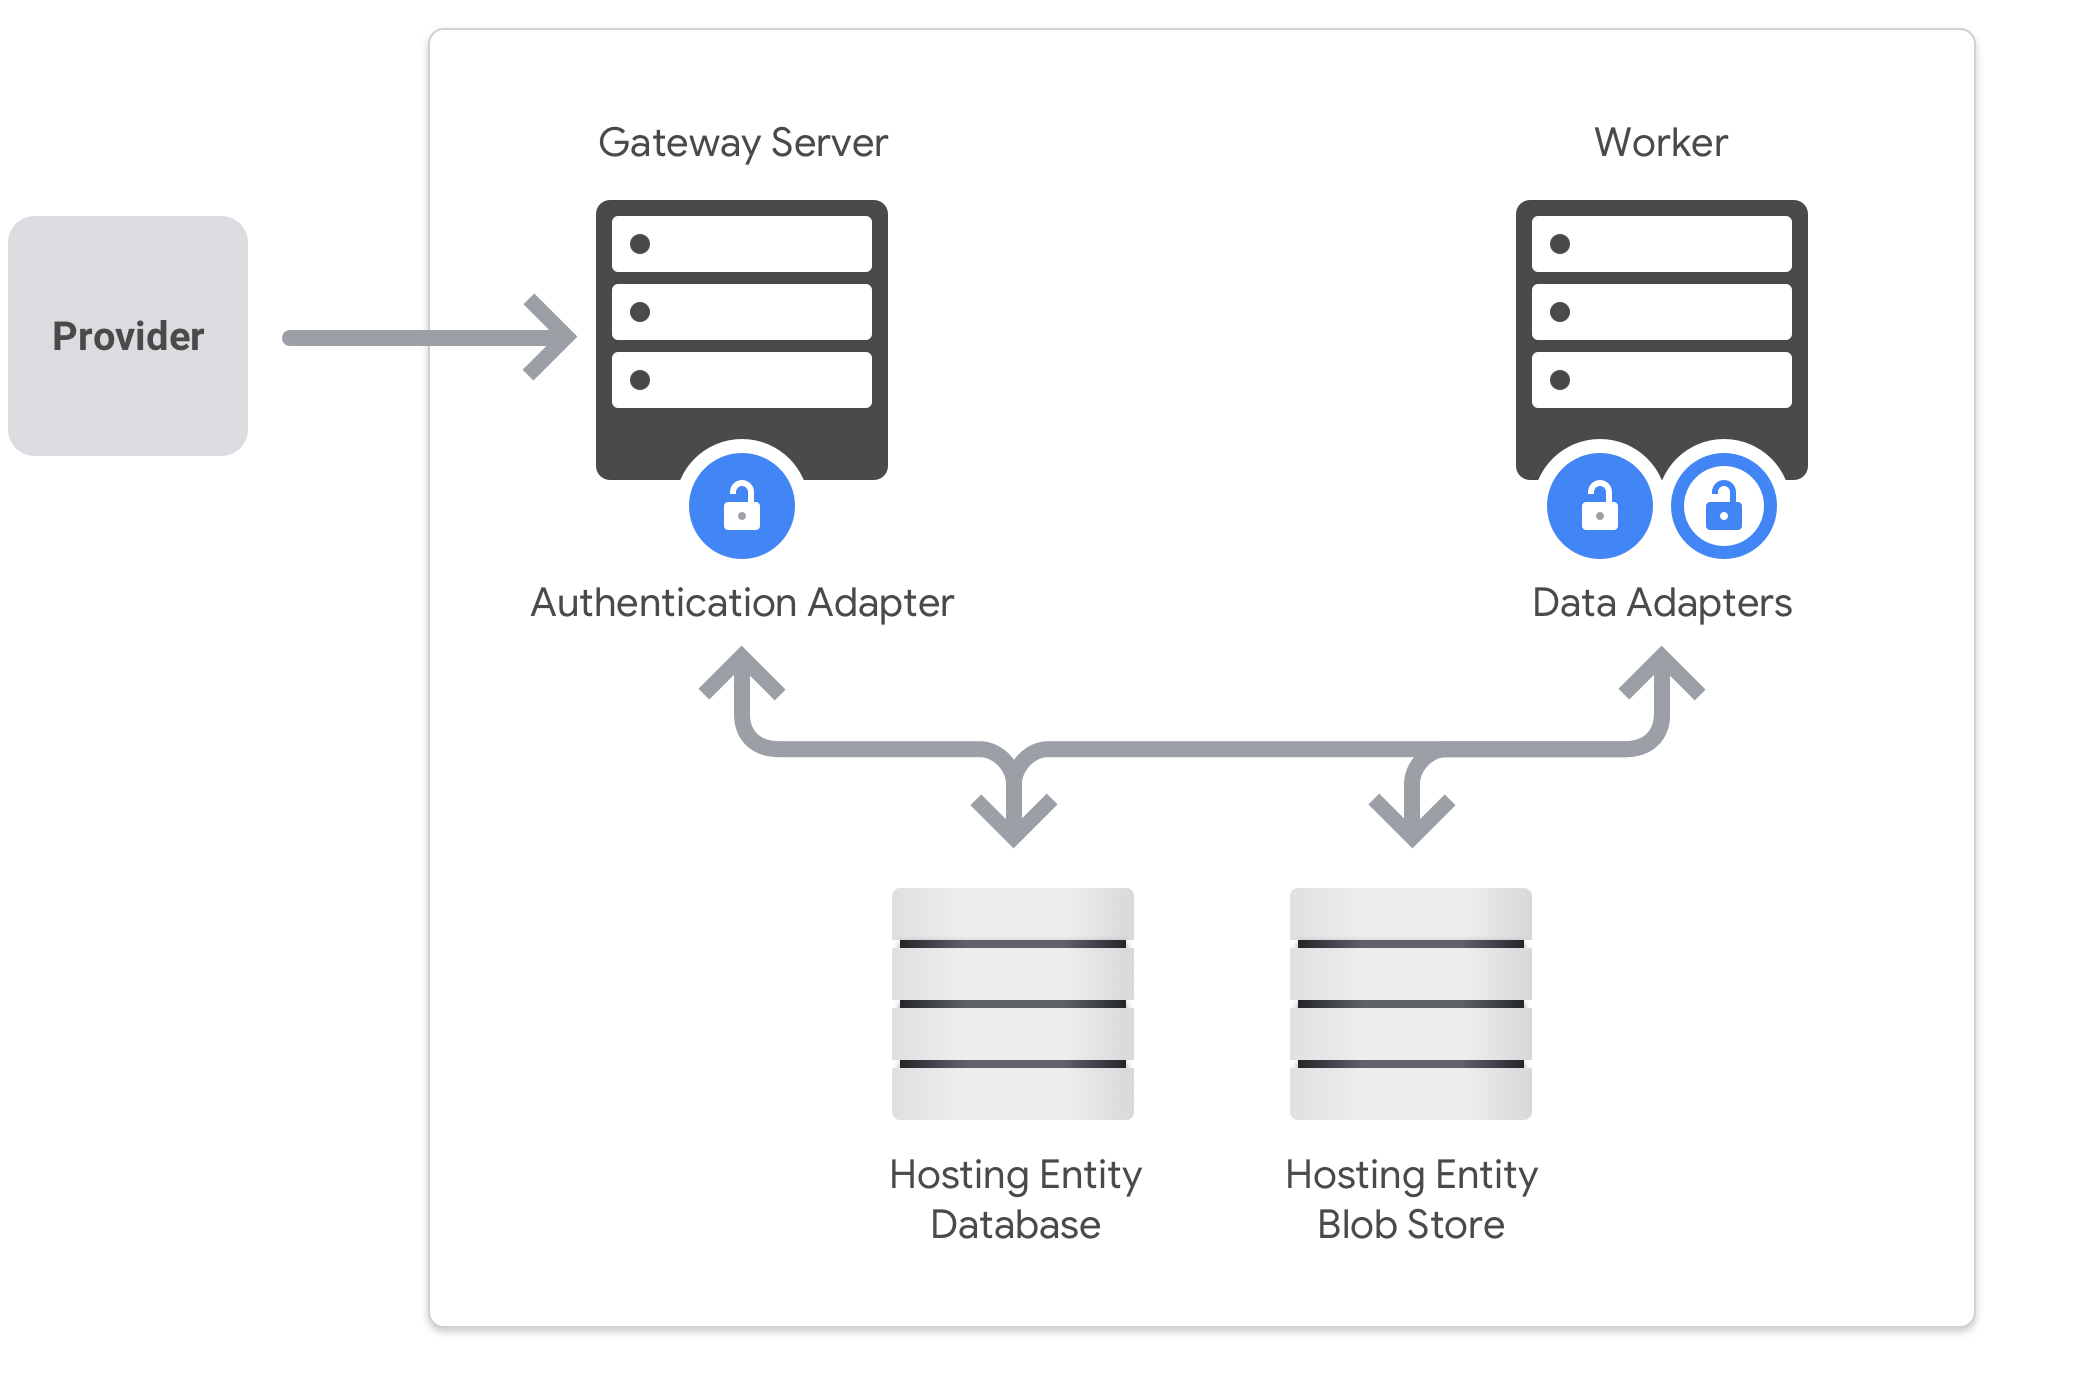 Gateway Server
Worker
Provider
Authentication Adapter
Data Adapters
Hosting Entity
Database
Hosting Entity
Blob Store